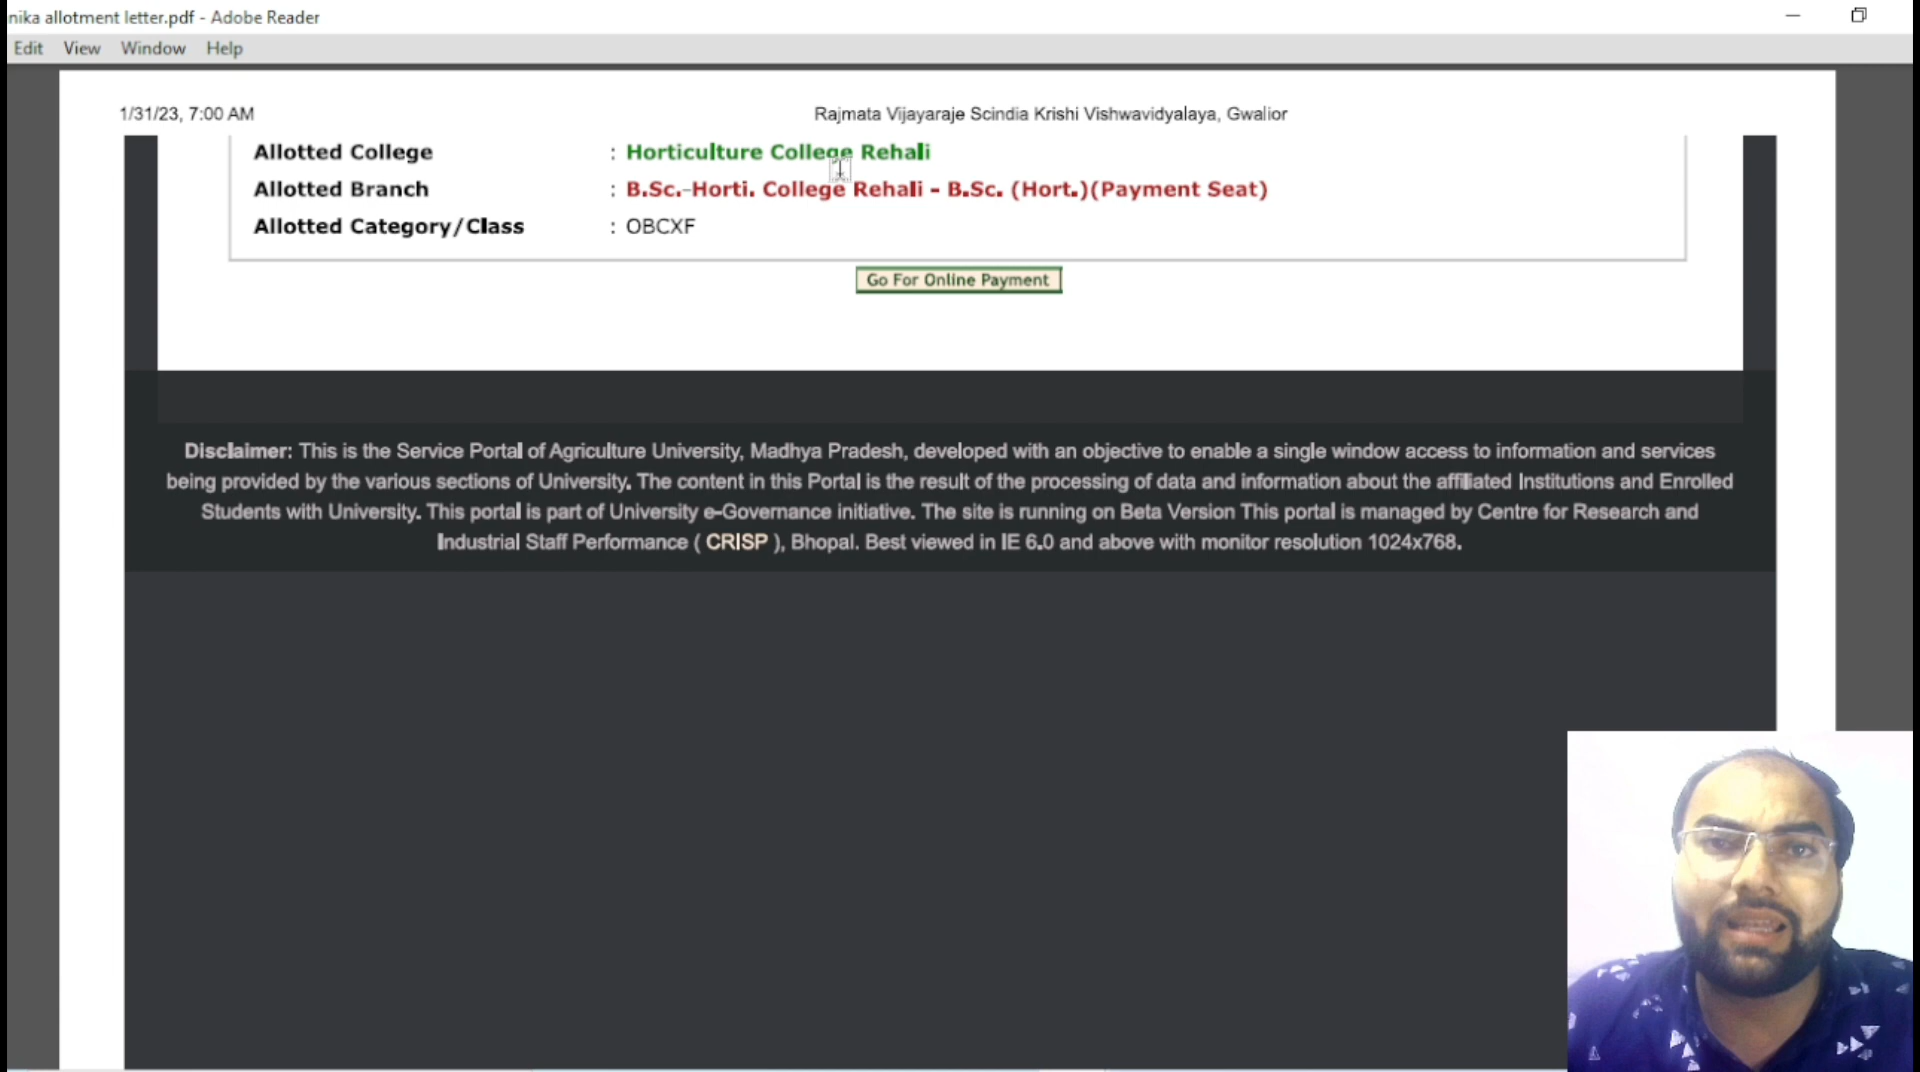 nika allotment letter.pdf - Adobe Reader
Edit View Window Help
1/31/23, 7:00 AM Rajmata Vijayaraje Scindia Krishi Vishwavidyalaya, Gwalior
Allotted College : Horticulture College Rehali
Allotted Branch : B.Sc.-Horti. College Rehali - B.Sc. (Hort.)(Payment Seat)
Allotted Category/Class : OBCXF
Go For Online Payment
Disclaimer: This is the Service Portal of Agriculture University, Madhya Pradesh, developed with an objective to enable a single window access to information and services
being provided by the various sections of University. The content in this Portal is the result of the processing of data and information about the affiliated Institutions and Enrolled
Students with University. This portal is part of University e-Governance initiative. The site is running on Beta Version This portal is managed by Centre for Research and
Industrial Staff Performance ( CRISP ), Bhopal. Best viewed in IE 6.0 and above with monitor resolution 1024x768.